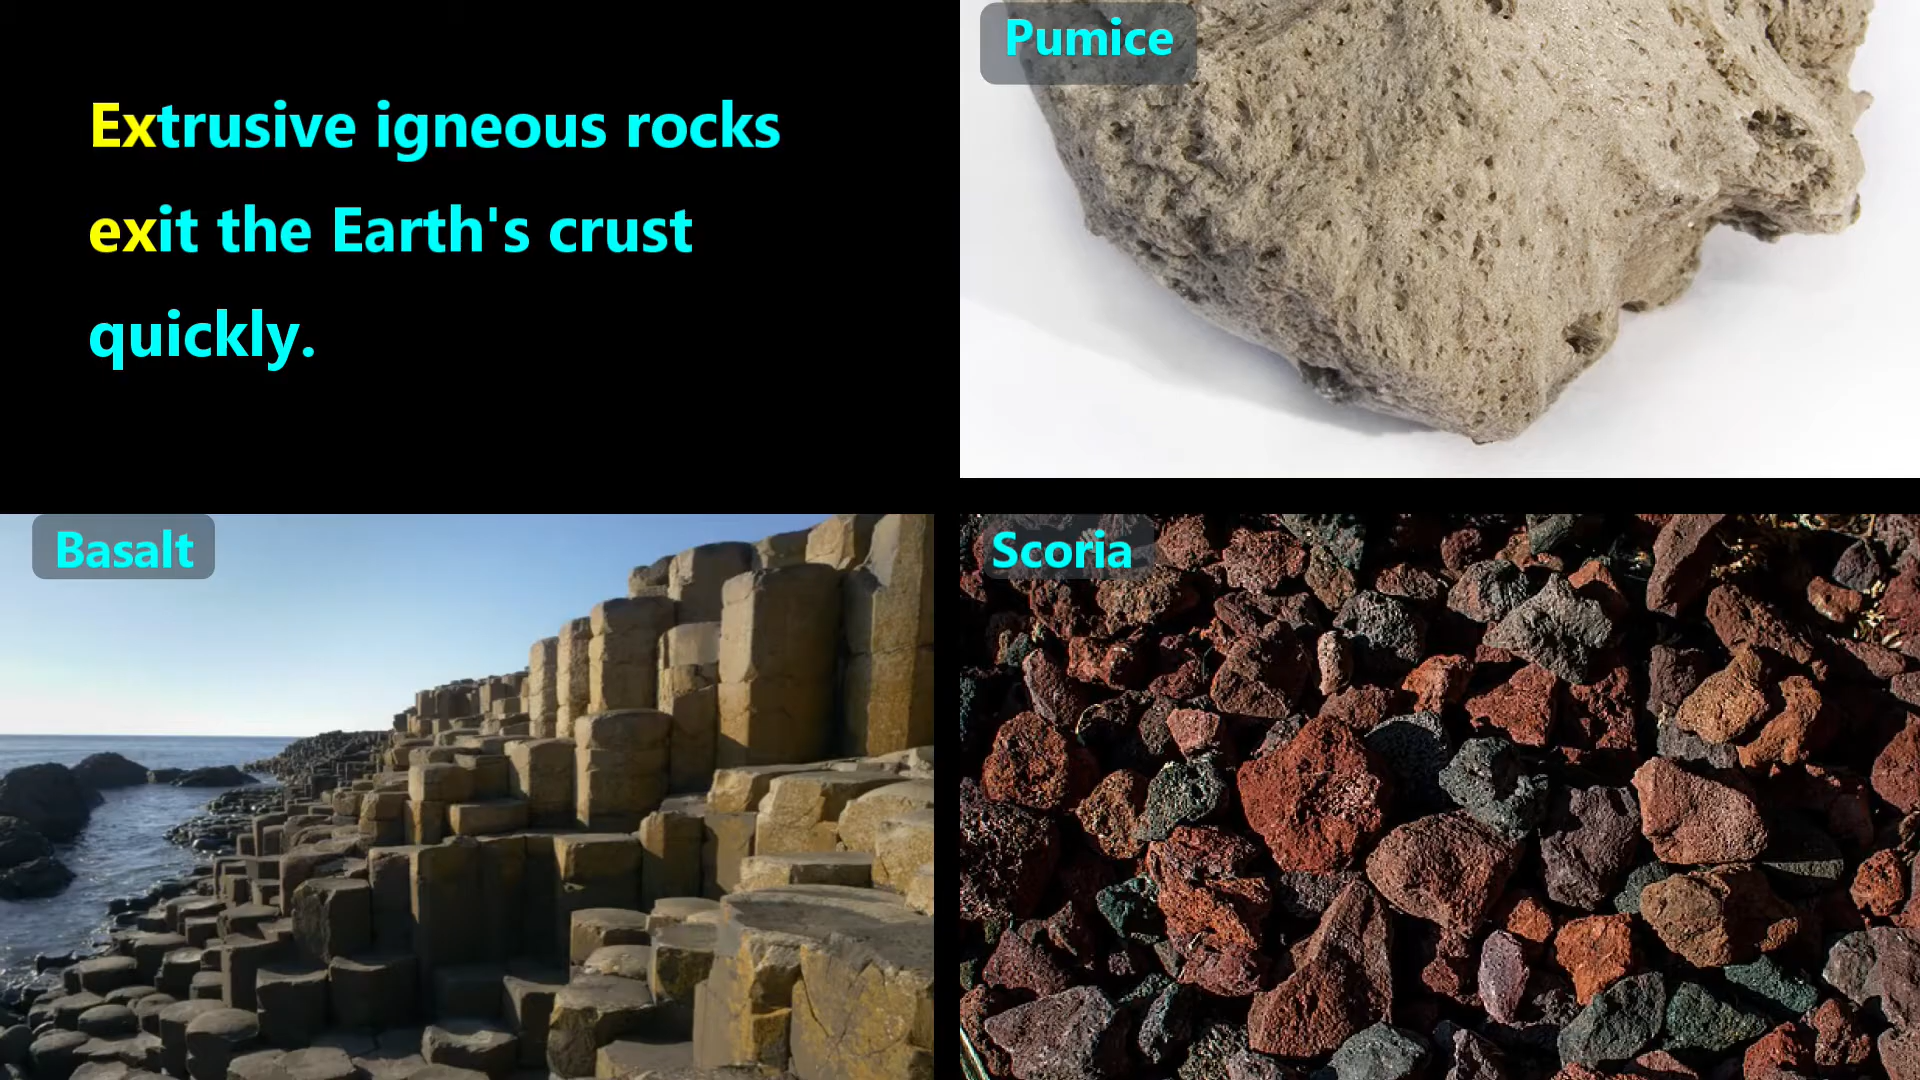 Extrusive igneous rocks
exit the Earth's crust
quickly.
Pumice
Basalt
Scoria